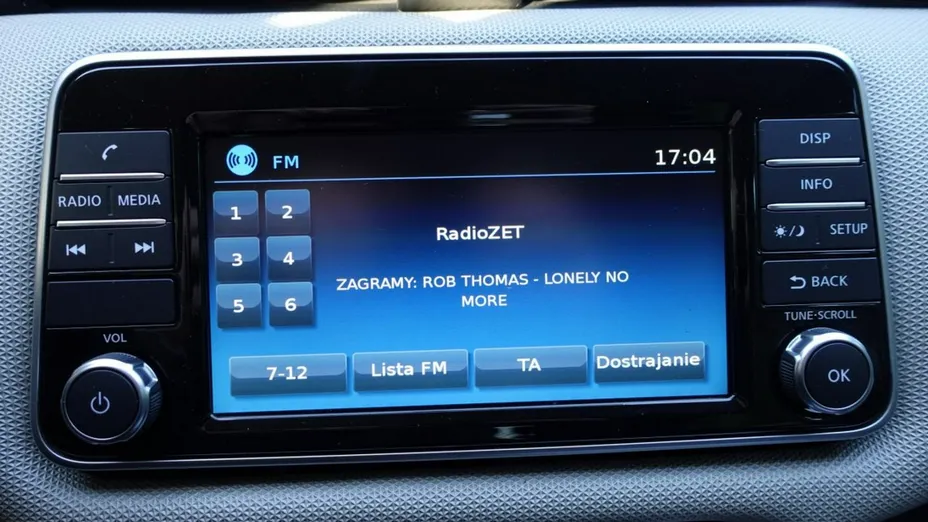 FM
17:04
1 2
3 4
5 6
RadioZET
ZAGRAMY: ROB THOMAS - LONELY NO
MORE
7-12 Lista FM TA Dostrajanie
RADIO MEDIA
VOL
DISP
INFO
SETUP
BACK
TUNE·SCROLL
OK